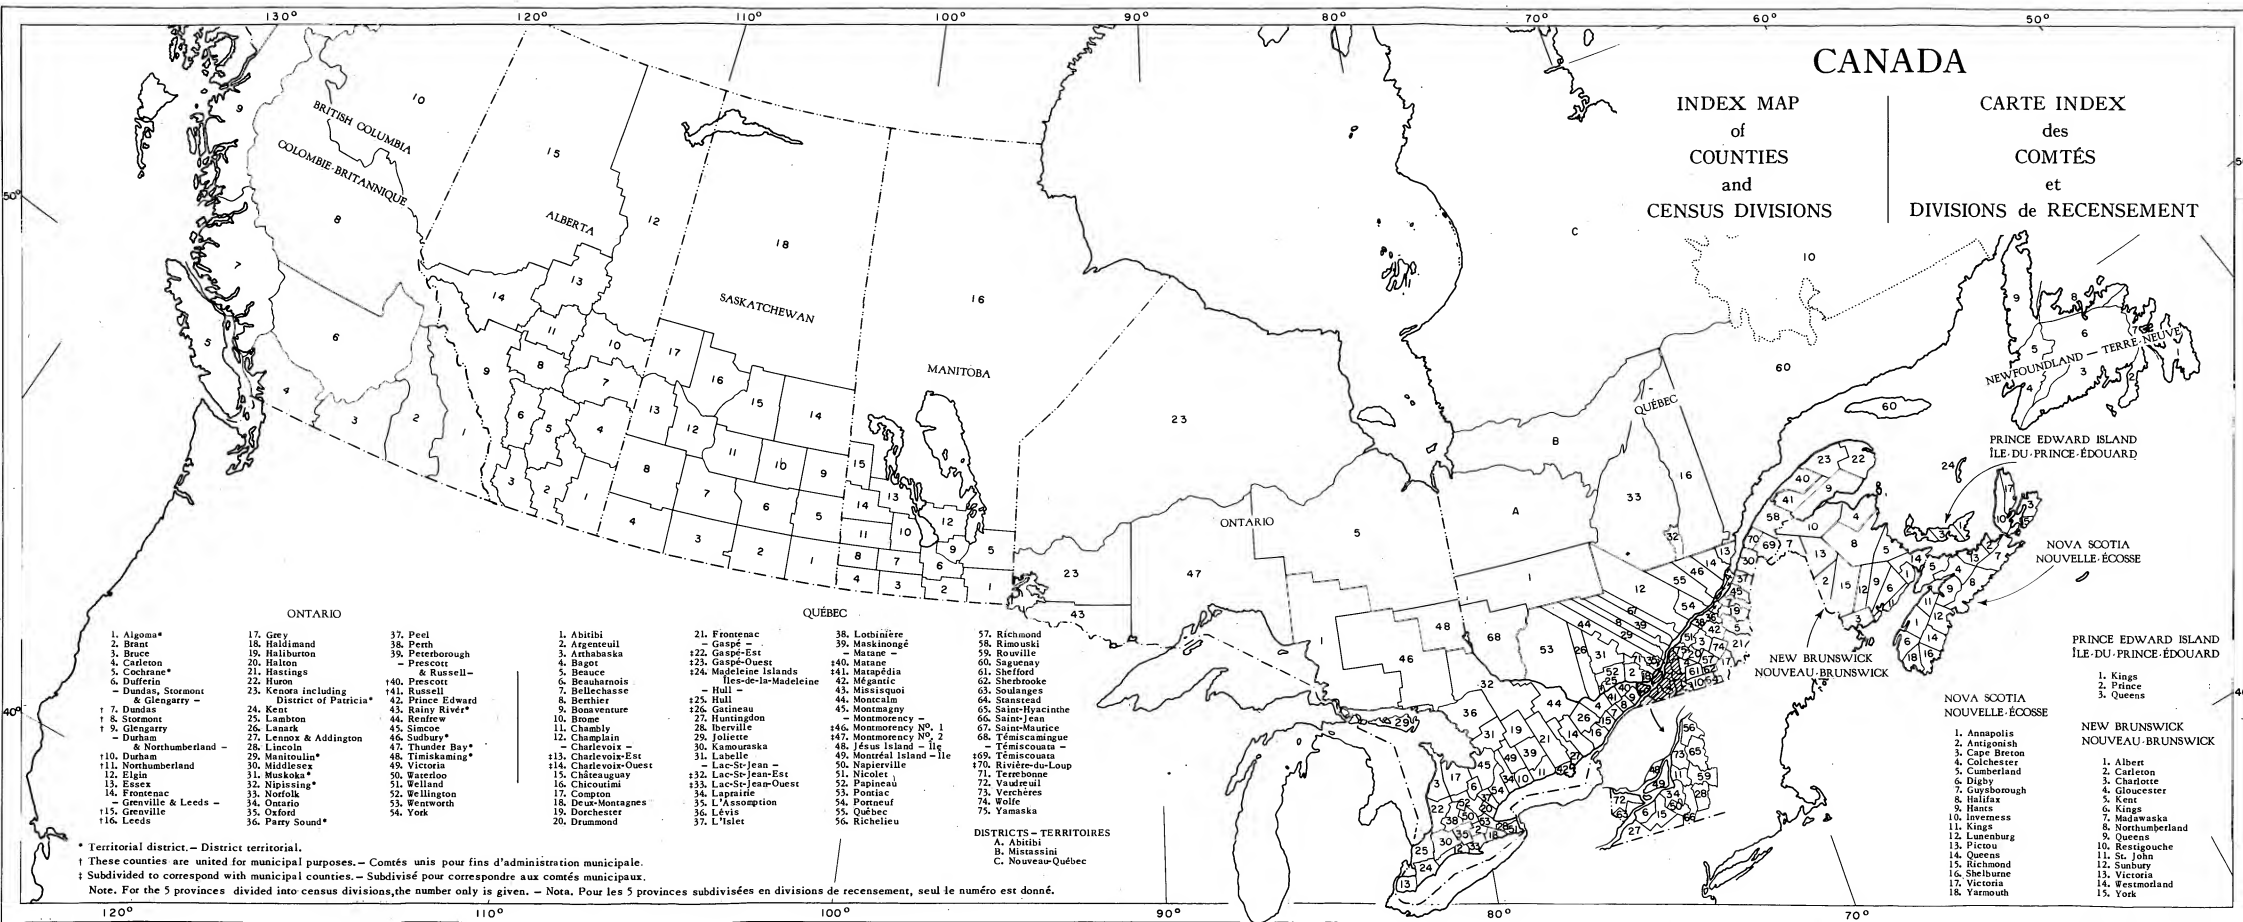 CANADA
INDEX MAP
of
COUNTIES
and
CENSUS DIVISIONS
CARTE INDEX
des
COMTÉS
et
DIVISIONS de RECENSEMENT
130°
120°
110°
100°
90°
80°
70°
60°
50°
50°
40°
BRITISH COLUMBIA
COLOMBIE-BRITANNIQUE
ALBERTA
SASKATCHEWAN
MANITOBA
ONTARIO
QUÉBEC
NEWFOUNDLAND — TERRE-NEUVE
PRINCE EDWARD ISLAND
ÎLE-DU-PRINCE-ÉDOUARD
NOVA SCOTIA
NOUVELLE-ÉCOSSE
NEW BRUNSWICK
NOUVEAU-BRUNSWICK
ONTARIO
1. Algoma*
2. Brant
3. Bruce
4. Carleton
5. Cochrane*
6. Dufferin
– Dundas, Stormont
& Glengarry –
† 7. Dundas
† 8. Stormont
† 9. Glengarry
– Durham
& Northumberland –
†10. Durham
†11. Northumberland
12. Elgin
13. Essex
14. Frontenac
– Grenville & Leeds –
†15. Grenville
†16. Leeds
17. Grey
18. Haldimand
19. Haliburton
20. Halton
21. Hastings
22. Huron
23. Kenora including
District of Patricia*
24. Kent
25. Lambton
26. Lanark
27. Lennox & Addington
28. Lincoln
29. Manitoulin*
30. Middlesex
31. Muskoka*
32. Nipissing*
33. Norfolk
34. Ontario
35. Oxford
36. Parry Sound*
37. Peel
38. Perth
39. Peterborough
– Prescott
& Russell–
†40. Prescott
†41. Russell
42. Prince Edward
43. Rainy River*
44. Renfrew
45. Simcoe
46. Sudbury*
47. Thunder Bay*
48. Timiskaming*
49. Victoria
50. Waterloo
51. Welland
52. Wellington
53. Wentworth
54. York
QUÉBEC
1. Abitibi
2. Argenteuil
3. Arthabaska
4. Bagot
5. Beauce
6. Beauharnois
7. Bellechasse
8. Berthier
9. Bonaventure
10. Brome
11. Chambly
12. Champlain
– Charlevoix –
‡13. Charlevoix-Est
‡14. Charlevoix-Ouest
15. Châteauguay
16. Chicoutimi
17. Compton
18. Deux-Montagnes
19. Dorchester
20. Drummond
21. Frontenac
– Gaspé –
‡22. Gaspé-Est
‡23. Gaspé-Ouest
‡24. Madeleine Islands
Îles-de-la-Madeleine
– Hull –
‡25. Hull
‡26. Gatineau
27. Huntingdon
28. Iberville
29. Joliette
30. Kamouraska
31. Labelle
– Lac-St-Jean –
‡32. Lac-St-Jean-Est
‡33. Lac-St-Jean-Ouest
34. Laprairie
35. L'Assomption
36. Lévis
37. L'Islet
38. Lotbinière
39. Maskinongé
– Matane –
‡40. Matane
‡41. Matapédia
42. Mégantic
43. Missisquoi
44. Montcalm
45. Montmagny
– Montmorency –
‡46. Montmorency Nº. 1
‡47. Montmorency Nº. 2
48. Jésus Island – Île
49. Montréal Island – Île
50. Napierville
51. Nicolet
52. Papineau
53. Pontiac
54. Portneuf
55. Québec
56. Richelieu
57. Richmond
58. Rimouski
59. Rouville
60. Saguenay
61. Shefford
62. Sherbrooke
63. Soulanges
64. Stanstead
65. Saint-Hyacinthe
66. Saint-Jean
67. Saint-Maurice
68. Témiscamingue
– Témiscouata –
‡69. Témiscouata
‡70. Rivière-du-Loup
71. Terrebonne
72. Vaudreuil
73. Verchères
74. Wolfe
75. Yamaska
DISTRICTS – TERRITOIRES
A. Abitibi
B. Mistassini
C. Nouveau-Québec
NOVA SCOTIA
NOUVELLE-ÉCOSSE
1. Annapolis
2. Antigonish
3. Cape Breton
4. Colchester
5. Cumberland
6. Digby
7. Guysborough
8. Halifax
9. Hants
10. Inverness
11. Kings
12. Lunenburg
13. Pictou
14. Queens
15. Richmond
16. Shelburne
17. Victoria
18. Yarmouth
PRINCE EDWARD ISLAND
ÎLE-DU-PRINCE-ÉDOUARD
1. Kings
2. Prince
3. Queens
NEW BRUNSWICK
NOUVEAU-BRUNSWICK
1. Albert
2. Carleton
3. Charlotte
4. Gloucester
5. Kent
6. Kings
7. Madawaska
8. Northumberland
9. Queens
10. Restigouche
11. St. John
12. Sunbury
13. Victoria
14. Westmorland
15. York
* Territorial district. – District territorial.
† These counties are united for municipal purposes. – Comtés unis pour fins d'administration municipale.
‡ Subdivided to correspond with municipal counties. – Subdivisé pour correspondre aux comtés municipaux.
Note. For the 5 provinces divided into census divisions,the number only is given. – Nota. Pour les 5 provinces subdivisées en divisions de recensement, seul le numéro est donné.
120°
110°
100°
90°
80°
70°